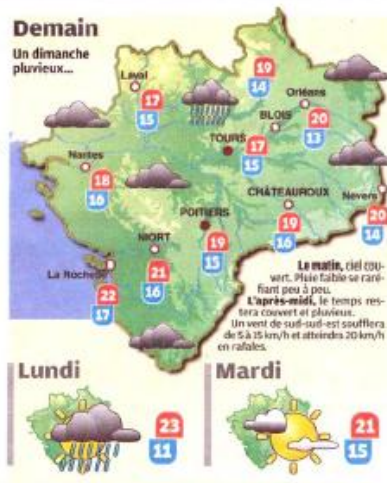 Demain
Un dimanche
pluvieux...
Laval
17
15
19
14
Orléans
20
13
BLOIS
TOURS
17
15
Nantes
18
16
CHÂTEAUROUX
19
16
Nevers
20
14
POITIERS
19
15
NIORT
21
16
La Rochelle
22
17
Le matin, ciel cou-
vert. Pluie faible se raré-
fiant peu à peu.
L'après-midi, le temps res-
tera couvert et pluvieux.
Un vent de sud-sud-est soufflera
de 5 à 15 km/h et atteindra 20 km/h
en rafales.
Lundi
23
11
Mardi
21
15